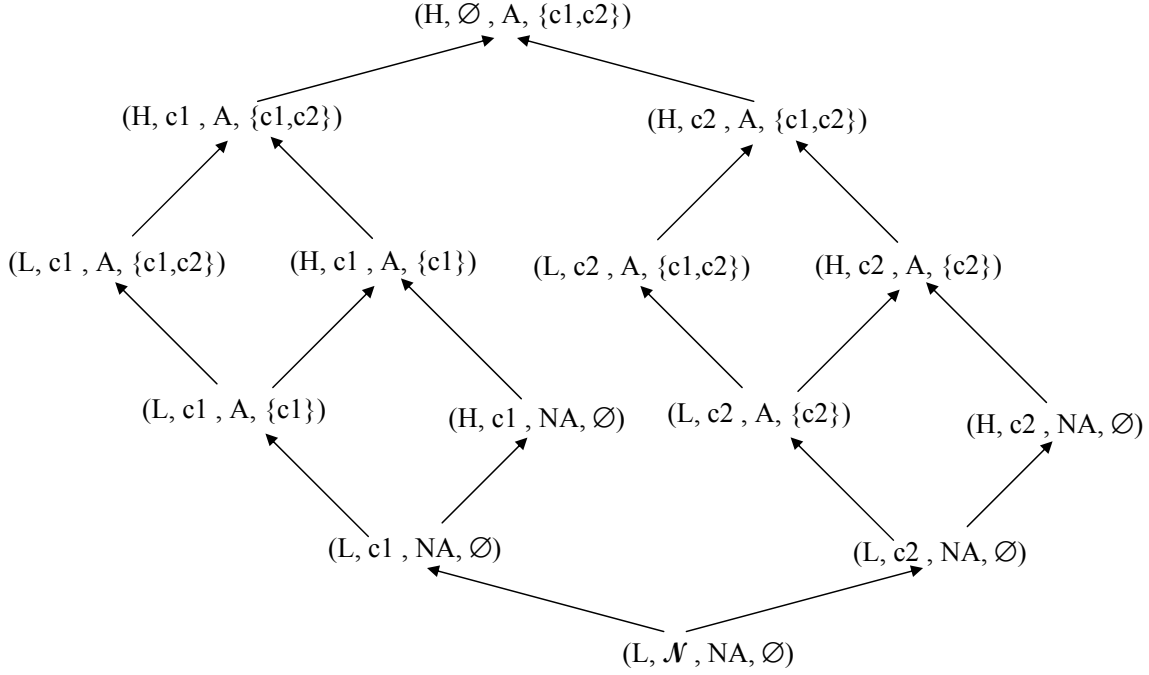 (H, ∅ , A, {c1,c2})
(H, c1 , A, {c1,c2})
(H, c2 , A, {c1,c2})
(L, c1 , A, {c1,c2})
(H, c1 , A, {c1})
(L, c2 , A, {c1,c2})
(H, c2 , A, {c2})
(L, c1 , A, {c1})
(H, c1 , NA, ∅)
(L, c2 , A, {c2})
(H, c2 , NA, ∅)
(L, c1 , NA, ∅)
(L, c2 , NA, ∅)
(L, 𝓝 , NA, ∅)